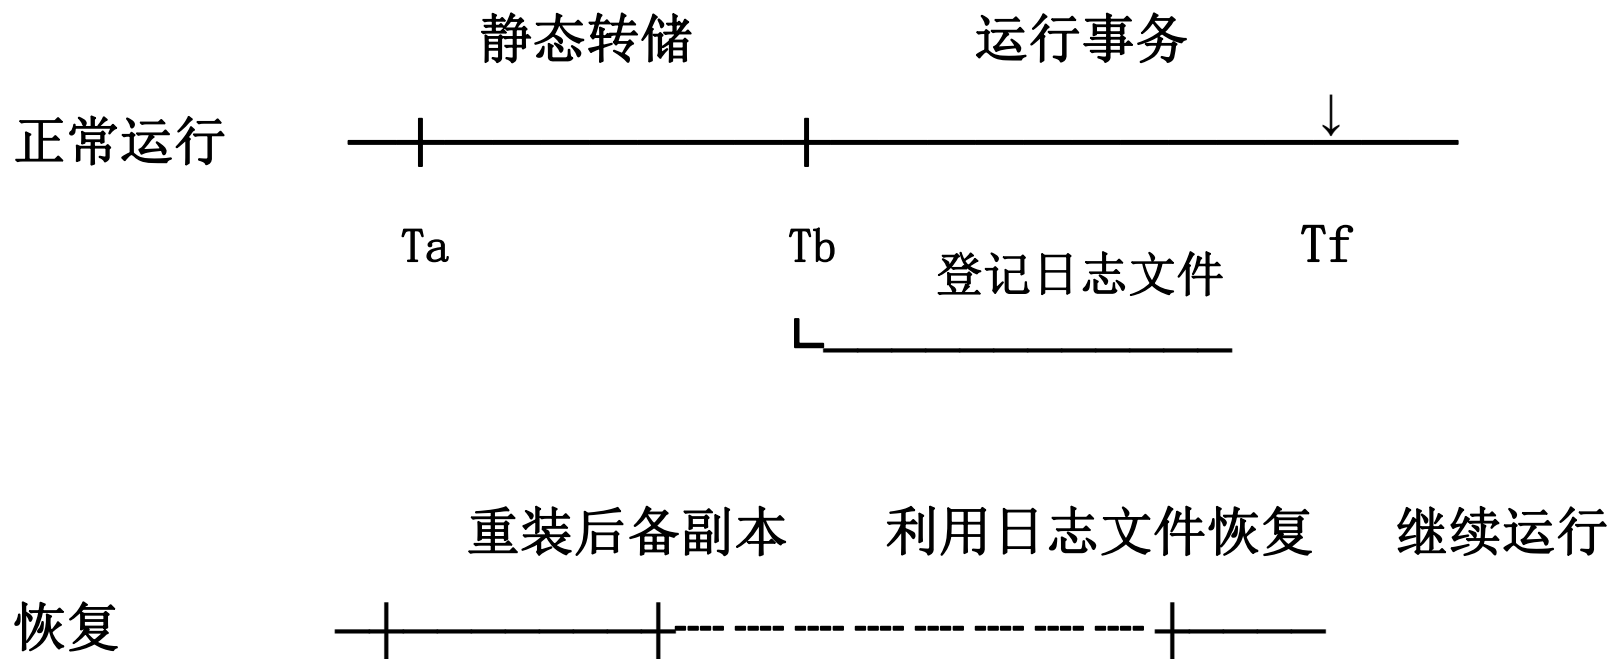 静态转储 运行事务
↓
正常运行
Ta Tb Tf
登记日志文件
重装后备副本 利用日志文件恢复 继续运行
恢复